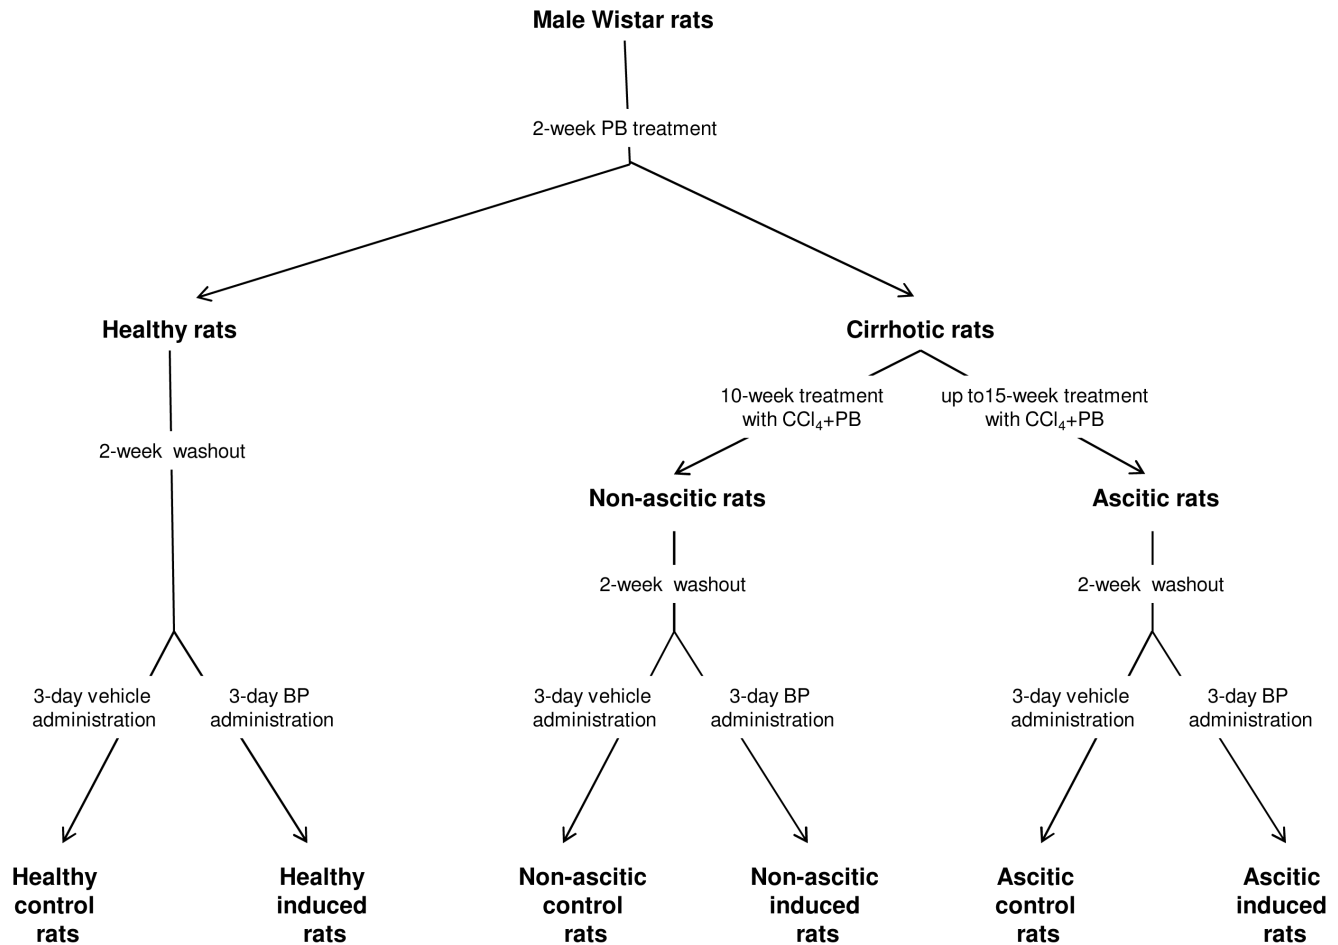 Male Wistar rats
2-week PB treatment
Healthy rats
Cirrhotic rats
10-week treatment
with CCl₄+PB
up to15-week treatment
with CCl₄+PB
2-week washout
Non-ascitic rats
Ascitic rats
2-week washout
2-week washout
3-day vehicle
administration
3-day BP
administration
3-day vehicle
administration
3-day BP
administration
3-day vehicle
administration
3-day BP
administration
Healthy
control
rats
Healthy
induced
rats
Non-ascitic
control
rats
Non-ascitic
induced
rats
Ascitic
control
rats
Ascitic
induced
rats